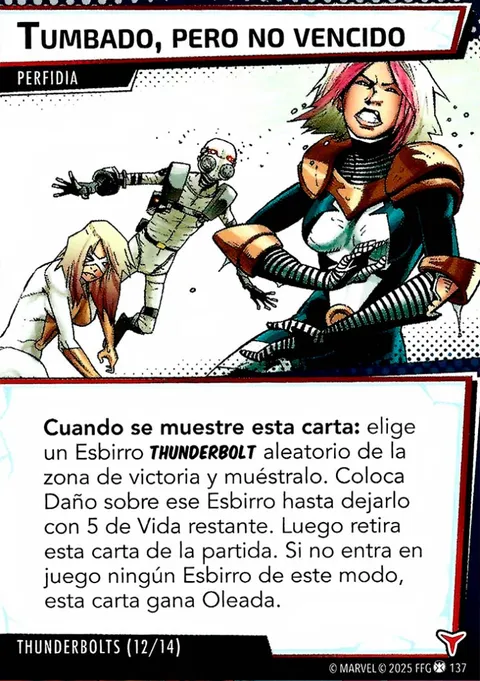 TUMBADO, PERO NO VENCIDO
PERFIDIA
Cuando se muestre esta carta: elige
un Esbirro THUNDERBOLT aleatorio de la
zona de victoria y muéstralo. Coloca
Daño sobre ese Esbirro hasta dejarlo
con 5 de Vida restante. Luego retira
esta carta de la partida. Si no entra en
juego ningún Esbirro de este modo,
esta carta gana Oleada.
THUNDERBOLTS (12/14)
© MARVEL © 2025 FFG 137